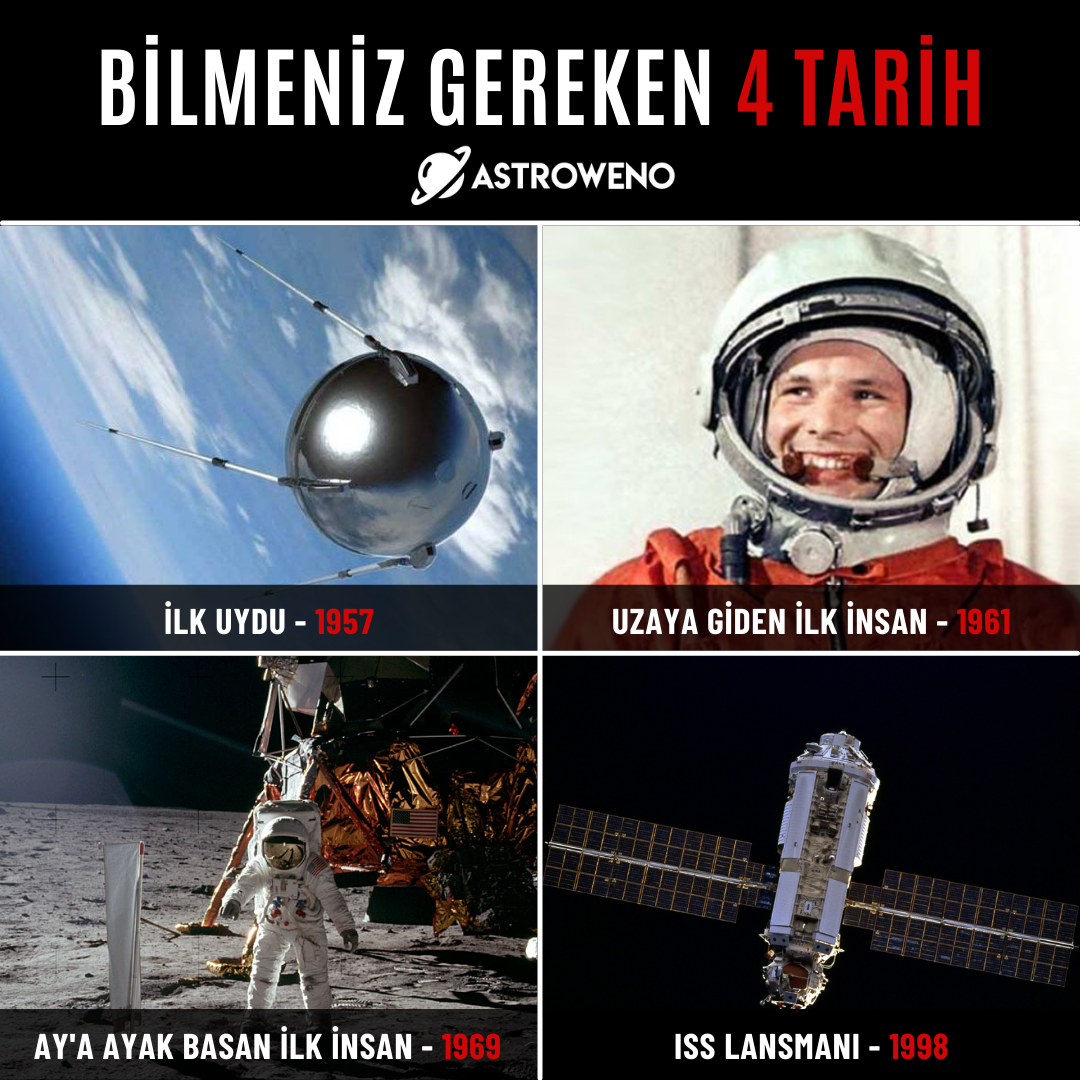 BİLMENİZ GEREKEN 4 TARİH
ASTROWENO
İLK UYDU - 1957
UZAYA GİDEN İLK İNSAN - 1961
AY'A AYAK BASAN İLK İNSAN - 1969
ISS LANSMANI - 1998